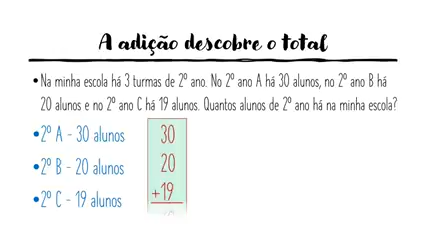 A adição descobre o total
• Na minha escola há 3 turmas de 2º ano. No 2º ano A há 30 alunos, no 2º ano B há
20 alunos e no 2º ano C há 19 alunos. Quantos alunos de 2º ano há na minha escola?
• 2º A - 30 alunos
30
• 2º B - 20 alunos
20
• 2º C - 19 alunos
+19